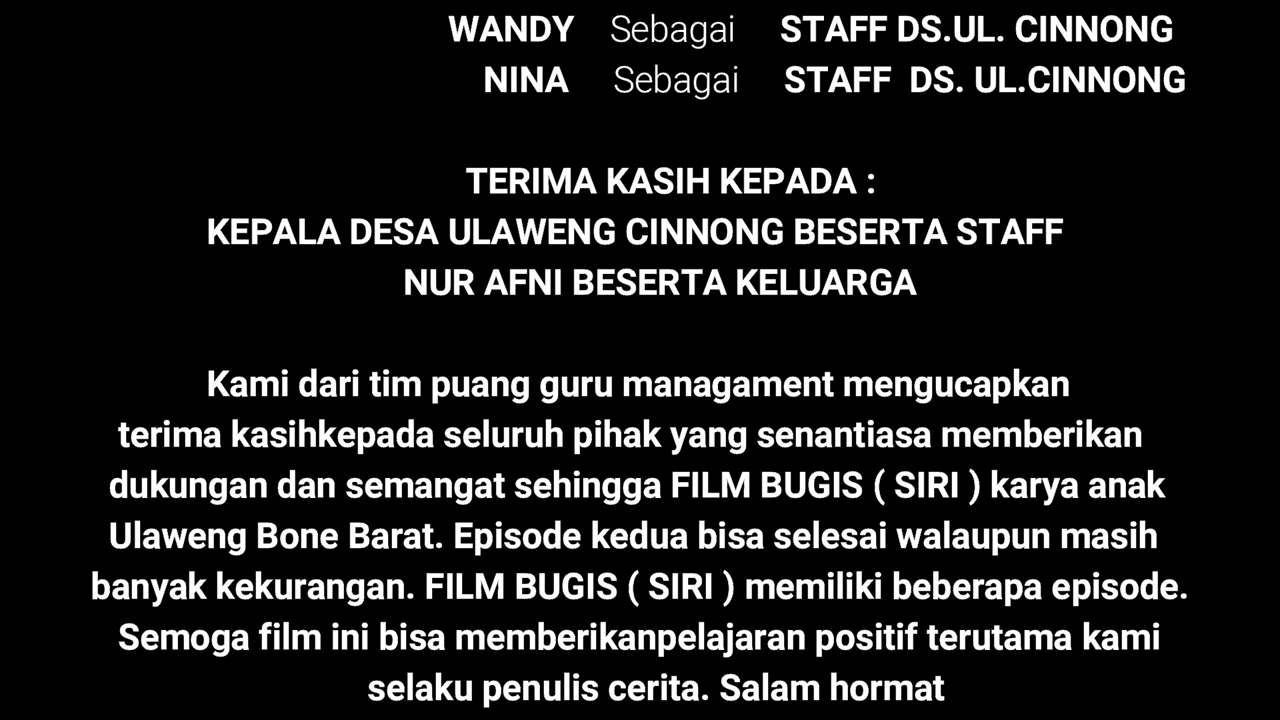 WANDY Sebagai STAFF DS.UL. CINNONG
NINA Sebagai STAFF DS. UL.CINNONG
TERIMA KASIH KEPADA :
KEPALA DESA ULAWENG CINNONG BESERTA STAFF
NUR AFNI BESERTA KELUARGA
Kami dari tim puang guru managament mengucapkan
terima kasihkepada seluruh pihak yang senantiasa memberikan
dukungan dan semangat sehingga FILM BUGIS ( SIRI ) karya anak
Ulaweng Bone Barat. Episode kedua bisa selesai walaupun masih
banyak kekurangan. FILM BUGIS ( SIRI ) memiliki beberapa episode.
Semoga film ini bisa memberikanpelajaran positif terutama kami
selaku penulis cerita. Salam hormat